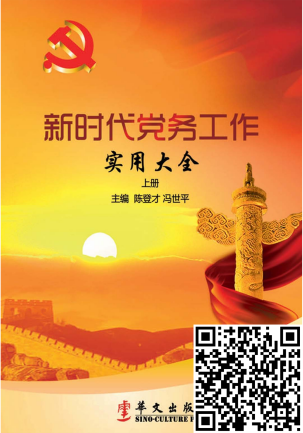 新时代党务工作
实用大全
上册
主编 陈登才 冯世平
华文出版
SINO-CULTURE P